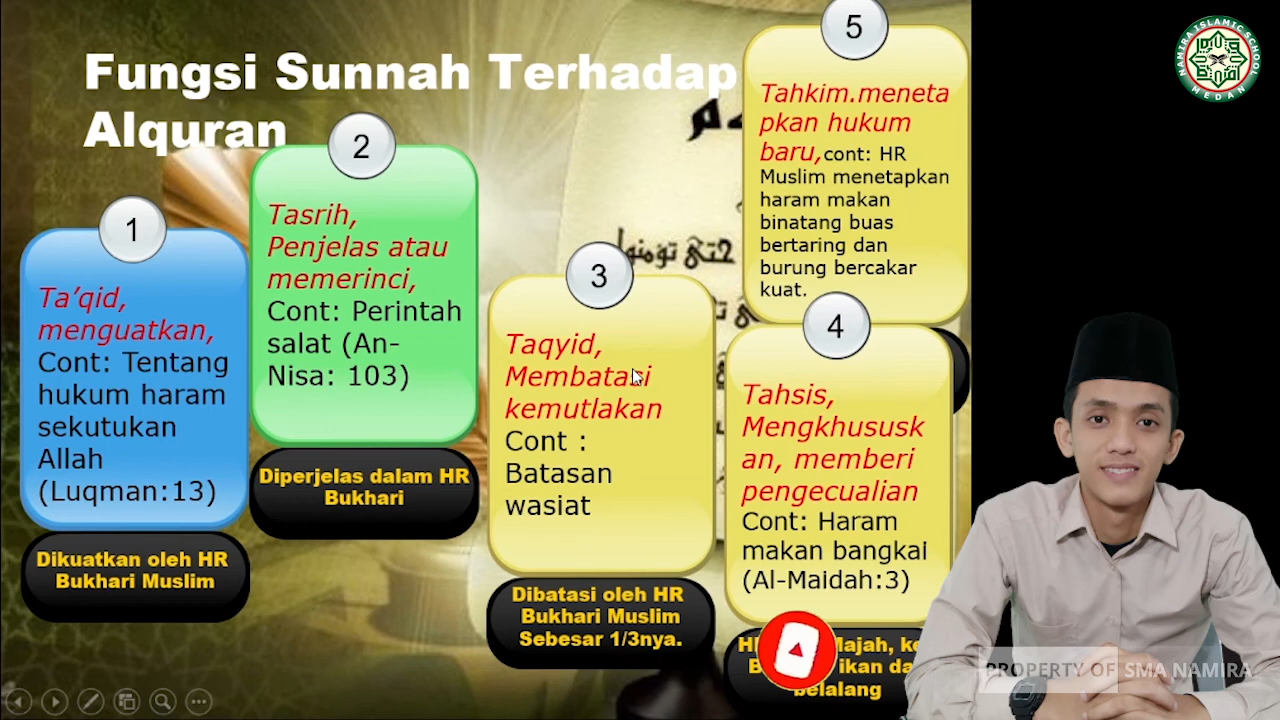 Fungsi Sunnah Terhadap
Alquran
1
Ta’qid,
menguatkan,
Cont: Tentang
hukum haram
sekutukan
Allah
(Luqman:13)
Dikuatkan oleh HR
Bukhari Muslim
2
Tasrih,
Penjelas atau
memerinci,
Cont: Perintah
salat (An-
Nisa: 103)
Diperjelas dalam HR
Bukhari
3
Taqyid,
Membatasi
kemutlakan
Cont :
Batasan
wasiat
Dibatasi oleh HR
Bukhari Muslim
Sebesar 1/3nya.
4
Tahsis,
Mengkhususk
an, memberi
pengecualian
Cont: Haram
makan bangkai
(Al-Maidah:3)
ikan
belalang
5
Tahkim.meneta
pkan hukum
baru,cont: HR
Muslim menetapkan
haram makan
binatang buas
bertaring dan
burung bercakar
kuat.
حتى تؤمنوا
NAMIRA ISLAMIC SCHOOL
MEDAN
PROPERTY OF SMA NAMIRA